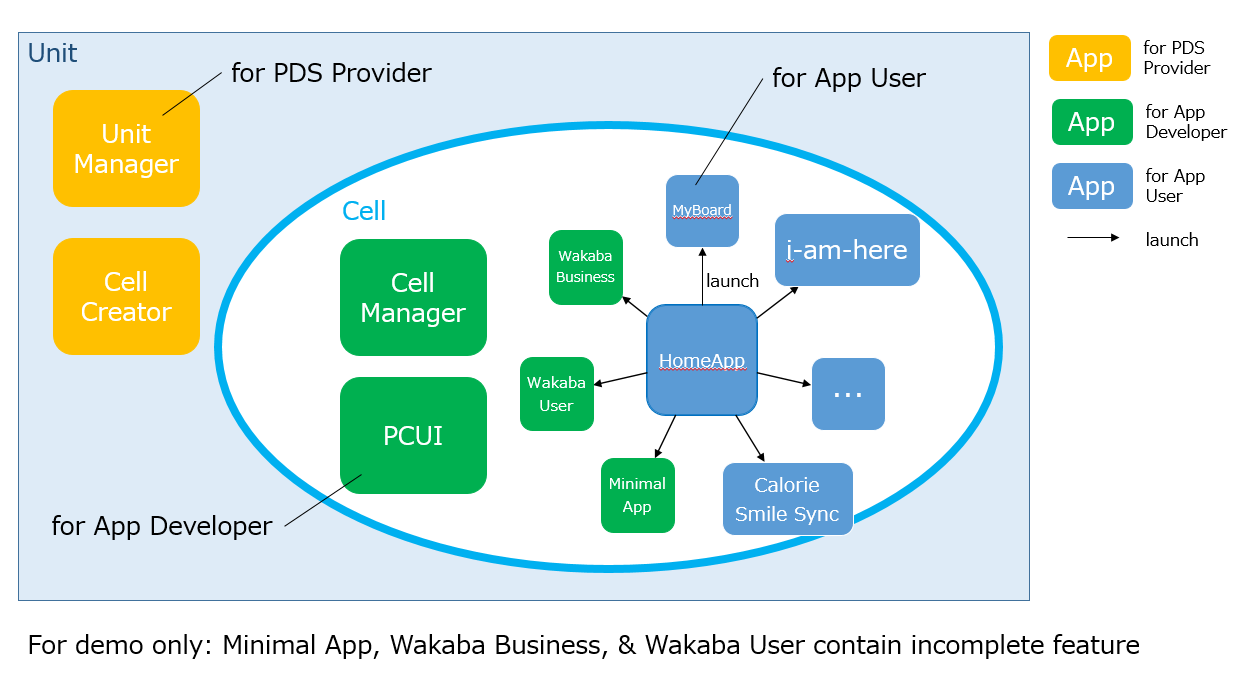 Unit
for PDS Provider
for App User
Unit
Manager
Cell
Creator
Cell
Cell
Manager
PCUI
for App Developer
MyBoard
i-am-here
Wakaba
Business
launch
HomeApp
Wakaba
User
...
Minimal
App
Calorie
Smile Sync
App
for PDS
Provider
App
for App
Developer
App
for App
User
launch
For demo only: Minimal App, Wakaba Business, & Wakaba User contain incomplete feature